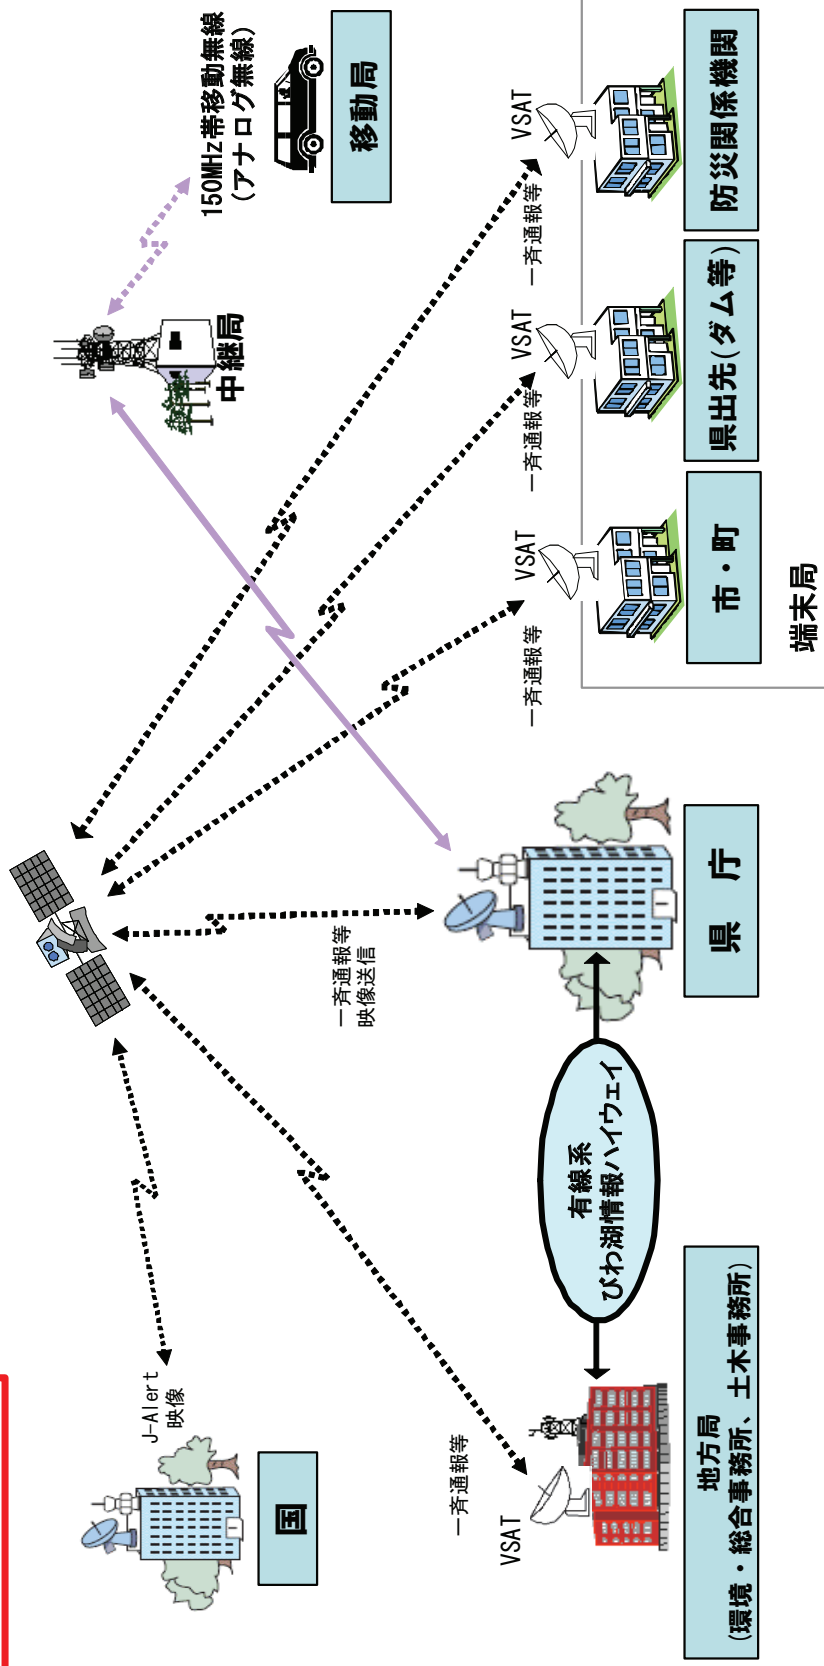 J-Alert
映像
国
一斉通報等
映像送信
150MHz帯移動無線
(アナログ無線)
移動局
中継局
一斉通報等
VSAT
地方局
(環境・総合事務所、土木事務所)
有線系
びわ湖情報ハイウェイ
県 庁
一斉通報等
VSAT
市・町
一斉通報等
VSAT
県出先(ダム等)
一斉通報等
VSAT
防災関係機関
端末局